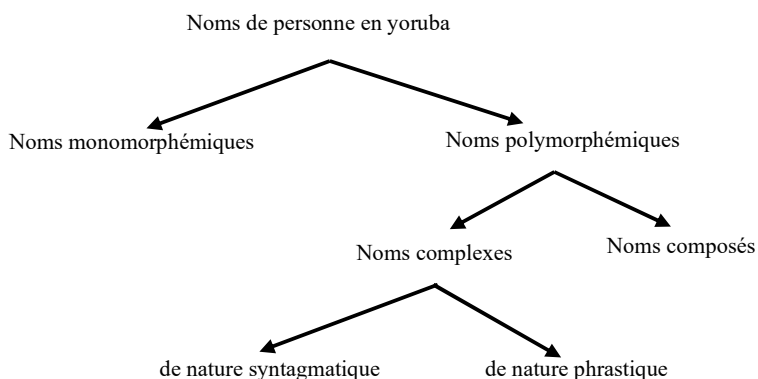 Noms de personne en yoruba
Noms monomorphémiques
Noms polymorphémiques
Noms complexes
Noms composés
de nature syntagmatique
de nature phrastique